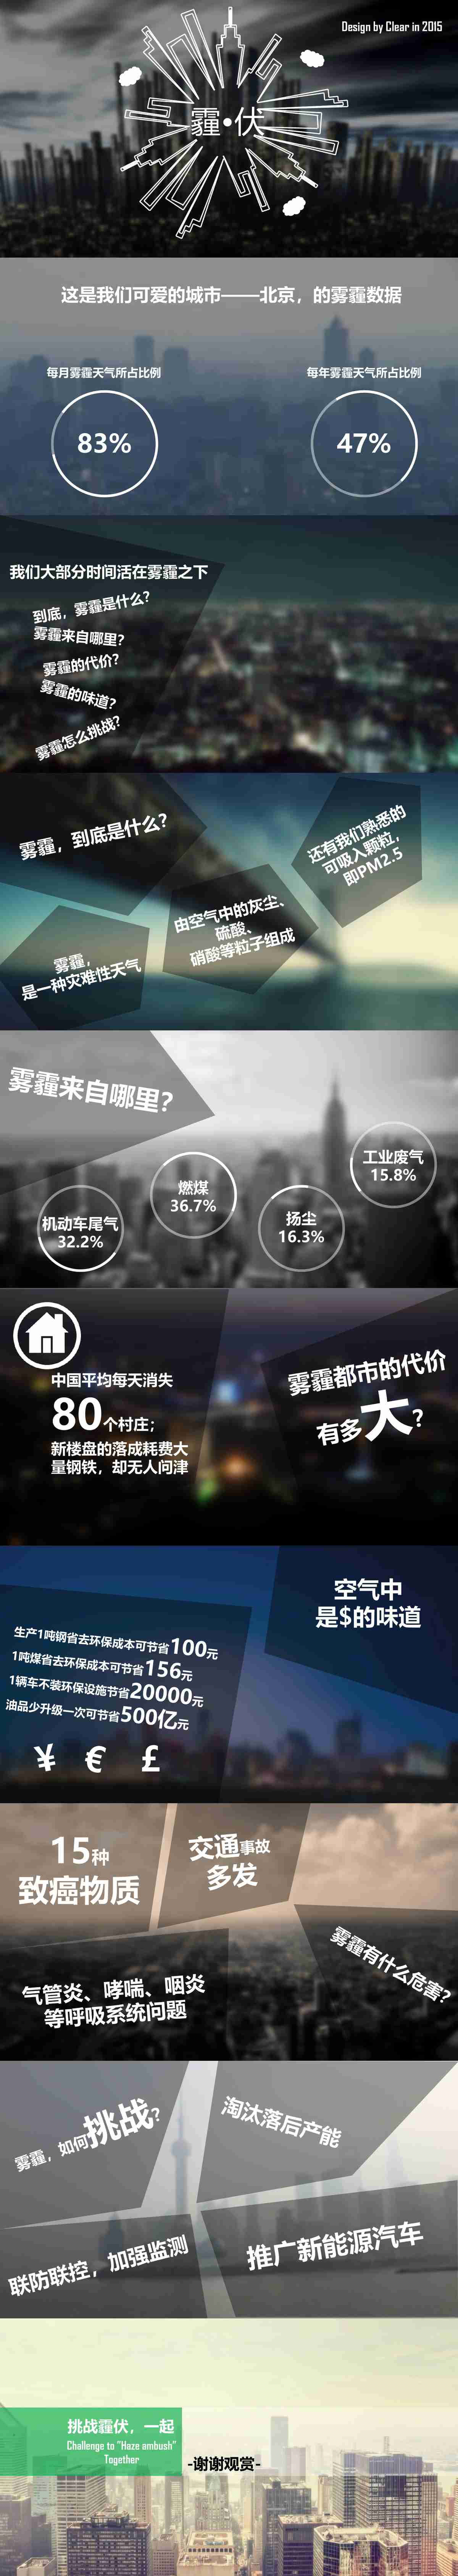 Design by Clear in 2015
霾•伏
这是我们可爱的城市——北京，的雾霾数据
每月雾霾天气所占比例
每年雾霾天气所占比例
83%
47%
我们大部分时间活在雾霾之下
到底，雾霾是什么?
雾霾来自哪里?
雾霾的代价?
雾霾的味道?
雾霾怎么挑战?
雾霾，到底是什么?
还有我们熟悉的
可吸入颗粒，
即PM2.5
由空气中的灰尘、
硫酸、
硝酸等粒子组成
雾霾，
是一种灾难性天气
雾霾来自哪里?
工业废气
15.8%
燃煤
36.7%
扬尘
16.3%
机动车尾气
32.2%
中国平均每天消失
80个村庄；
新楼盘的落成耗费大
量钢铁，却无人问津
雾霾都市的代价
有多大?
空气中
是$的味道
生产1吨钢省去环保成本可节省100元
1吨煤省去环保成本可节省156元
1辆车不装环保设施节省20000元
油品少升级一次可节省500亿元
¥ € £
15种
致癌物质
交通事故
多发
雾霾有什么危害?
气管炎、哮喘、咽炎
等呼吸系统问题
雾霾，如何挑战?
淘汰落后产能
联防联控，加强监测
推广新能源汽车
挑战霾伏，一起
Challenge to "Haze ambush"
Together
-谢谢观赏-